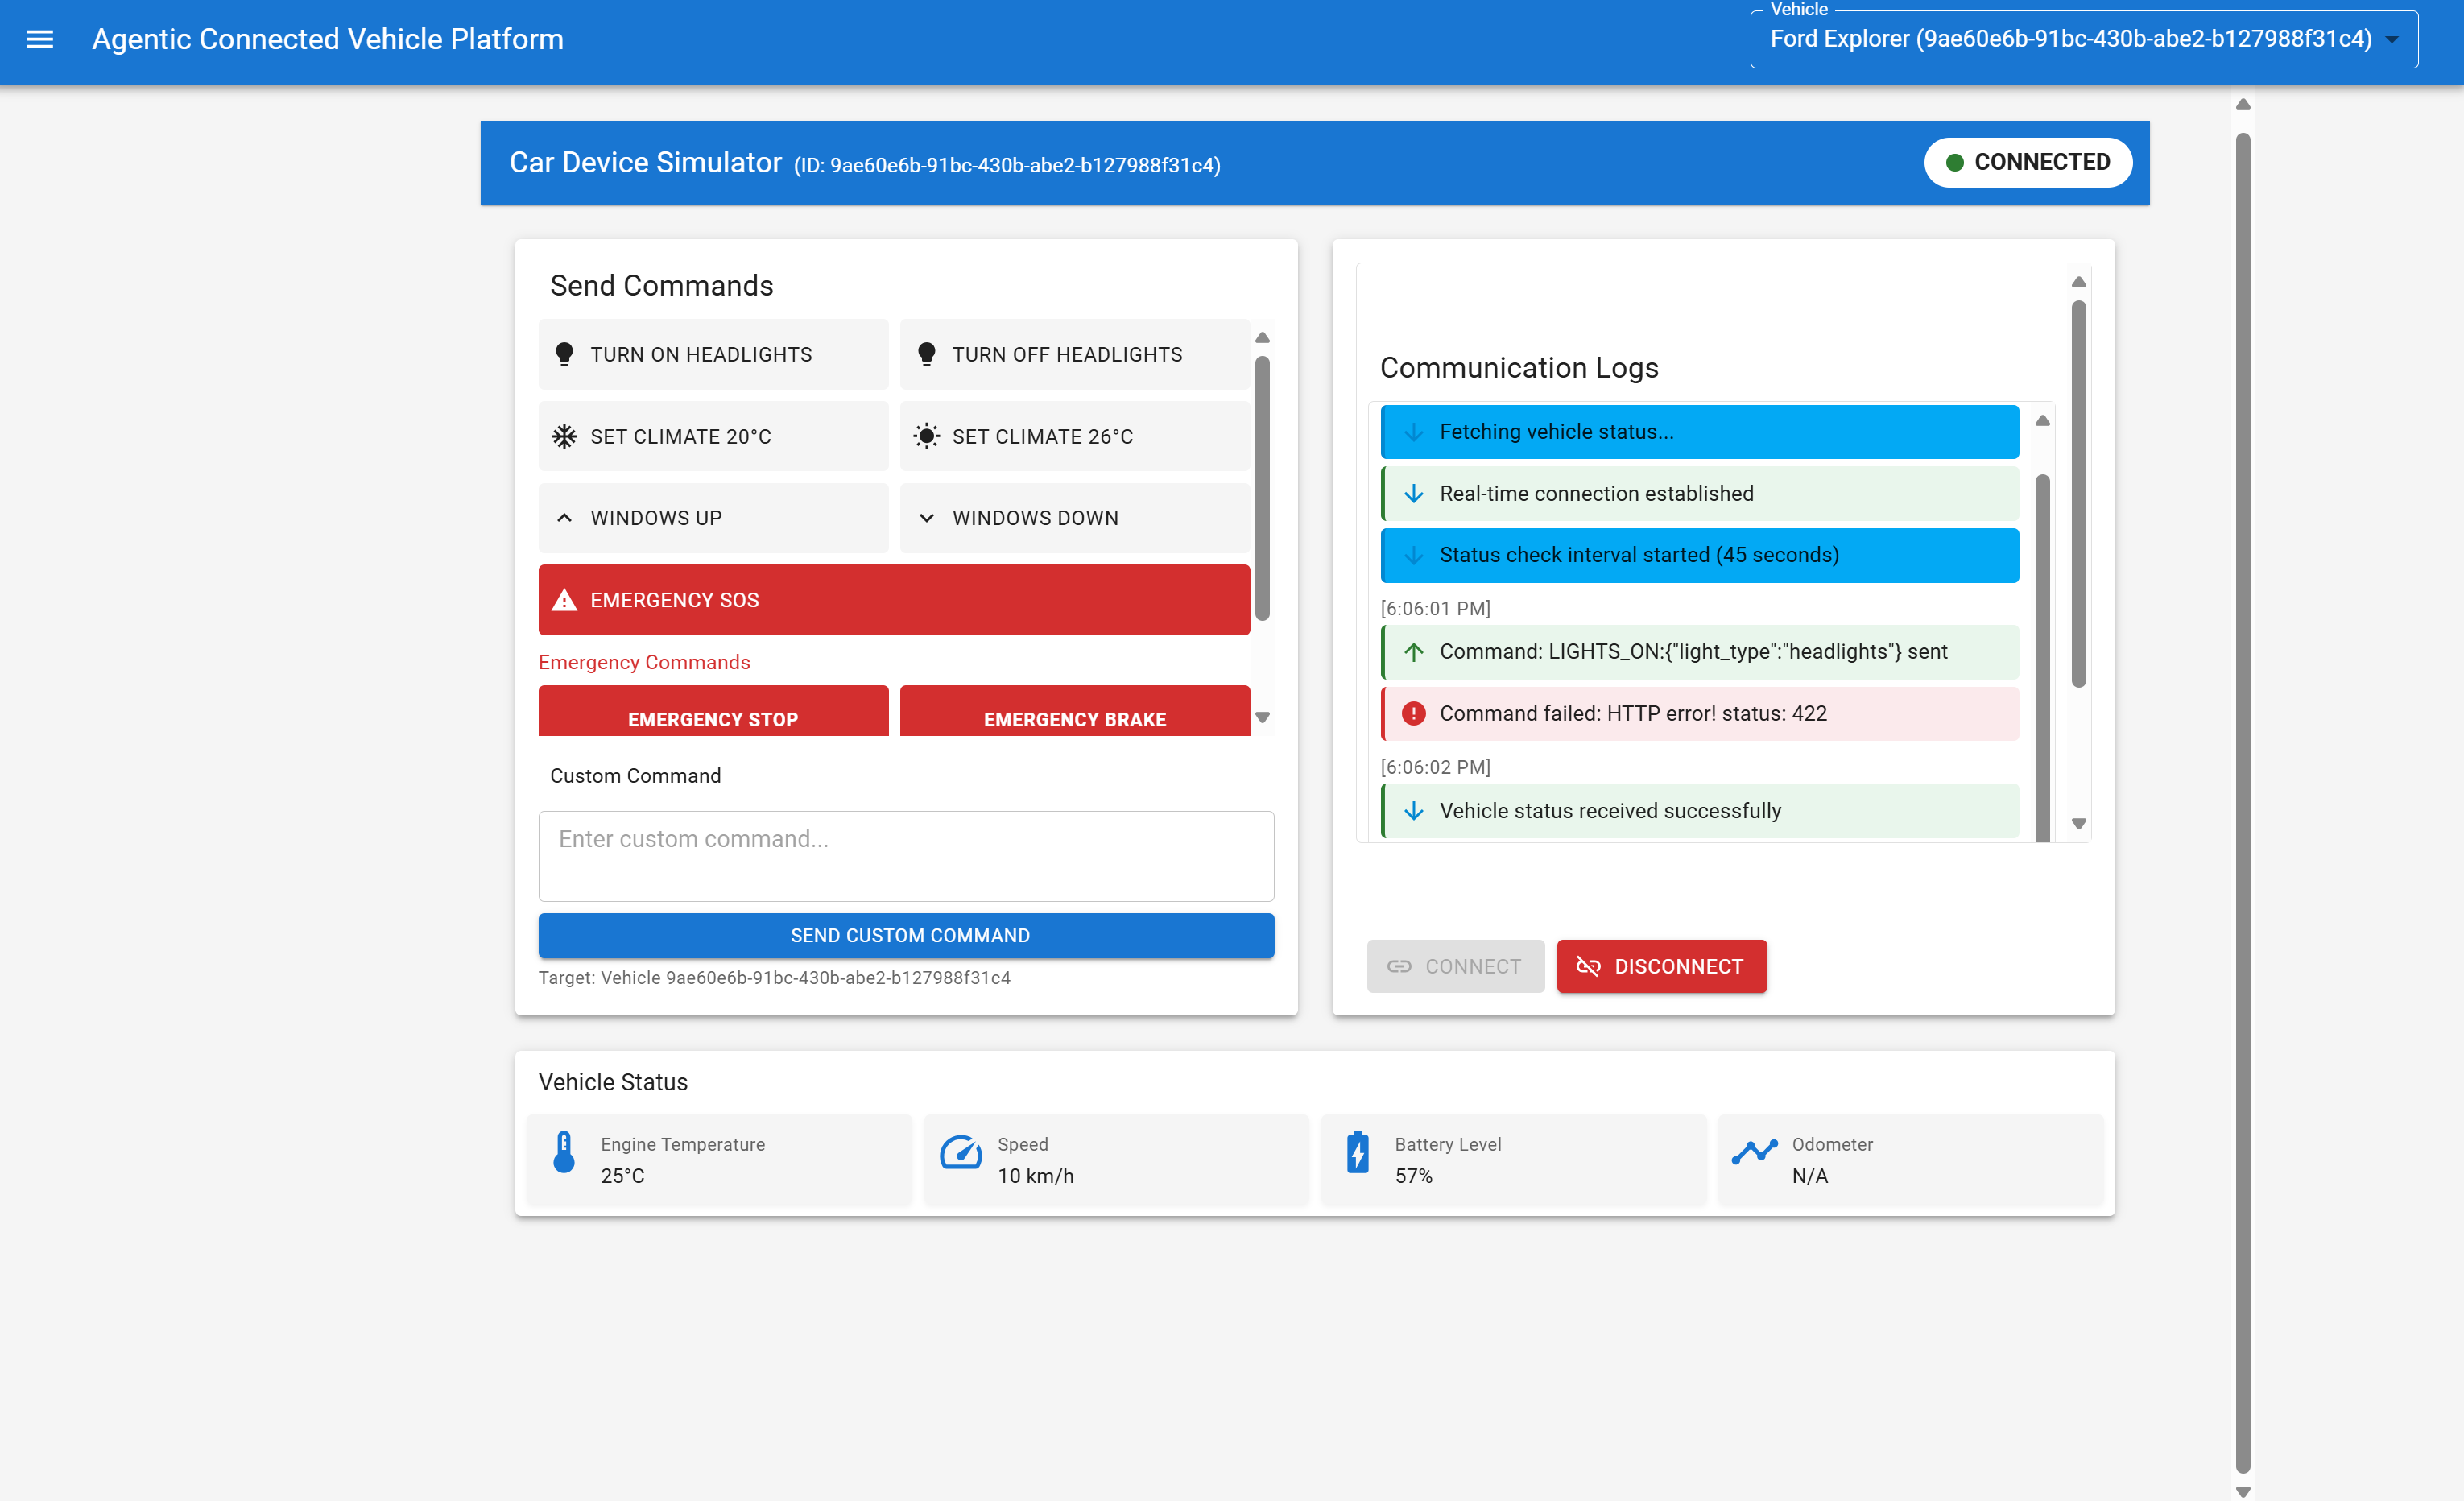 Agentic Connected Vehicle Platform
Vehicle
Ford Explorer (9ae60e6b-91bc-430b-abe2-b127988f31c4)
Car Device Simulator (ID: 9ae60e6b-91bc-430b-abe2-b127988f31c4)
CONNECTED
Send Commands
TURN ON HEADLIGHTS
TURN OFF HEADLIGHTS
SET CLIMATE 20°C
SET CLIMATE 26°C
WINDOWS UP
WINDOWS DOWN
EMERGENCY SOS
Emergency Commands
EMERGENCY STOP
EMERGENCY BRAKE
Custom Command
Enter custom command...
SEND CUSTOM COMMAND
Target: Vehicle 9ae60e6b-91bc-430b-abe2-b127988f31c4
Communication Logs
Fetching vehicle status...
Real-time connection established
Status check interval started (45 seconds)
[6:06:01 PM]
Command: LIGHTS_ON:{"light_type":"headlights"} sent
Command failed: HTTP error! status: 422
[6:06:02 PM]
Vehicle status received successfully
CONNECT
DISCONNECT
Vehicle Status
Engine Temperature
25°C
Speed
10 km/h
Battery Level
57%
Odometer
N/A